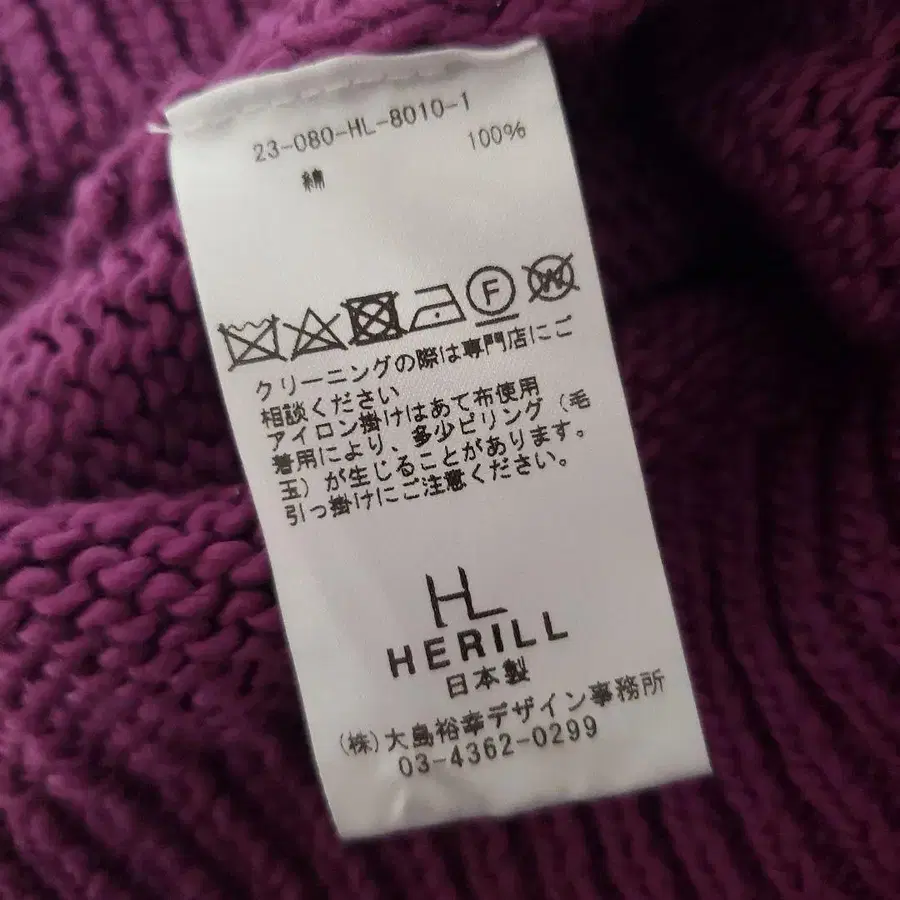 23-080-HL-8010-1
綿 100%
F W
クリーニングの際は専門店にご
相談ください
アイロン掛けはあて布使用
着用により、多少ピリング（毛
玉）が生じることがあります。
引っ掛けにご注意ください。
HL
HERILL
日本製
(株)大島裕幸デザイン事務所
03-4362-0299